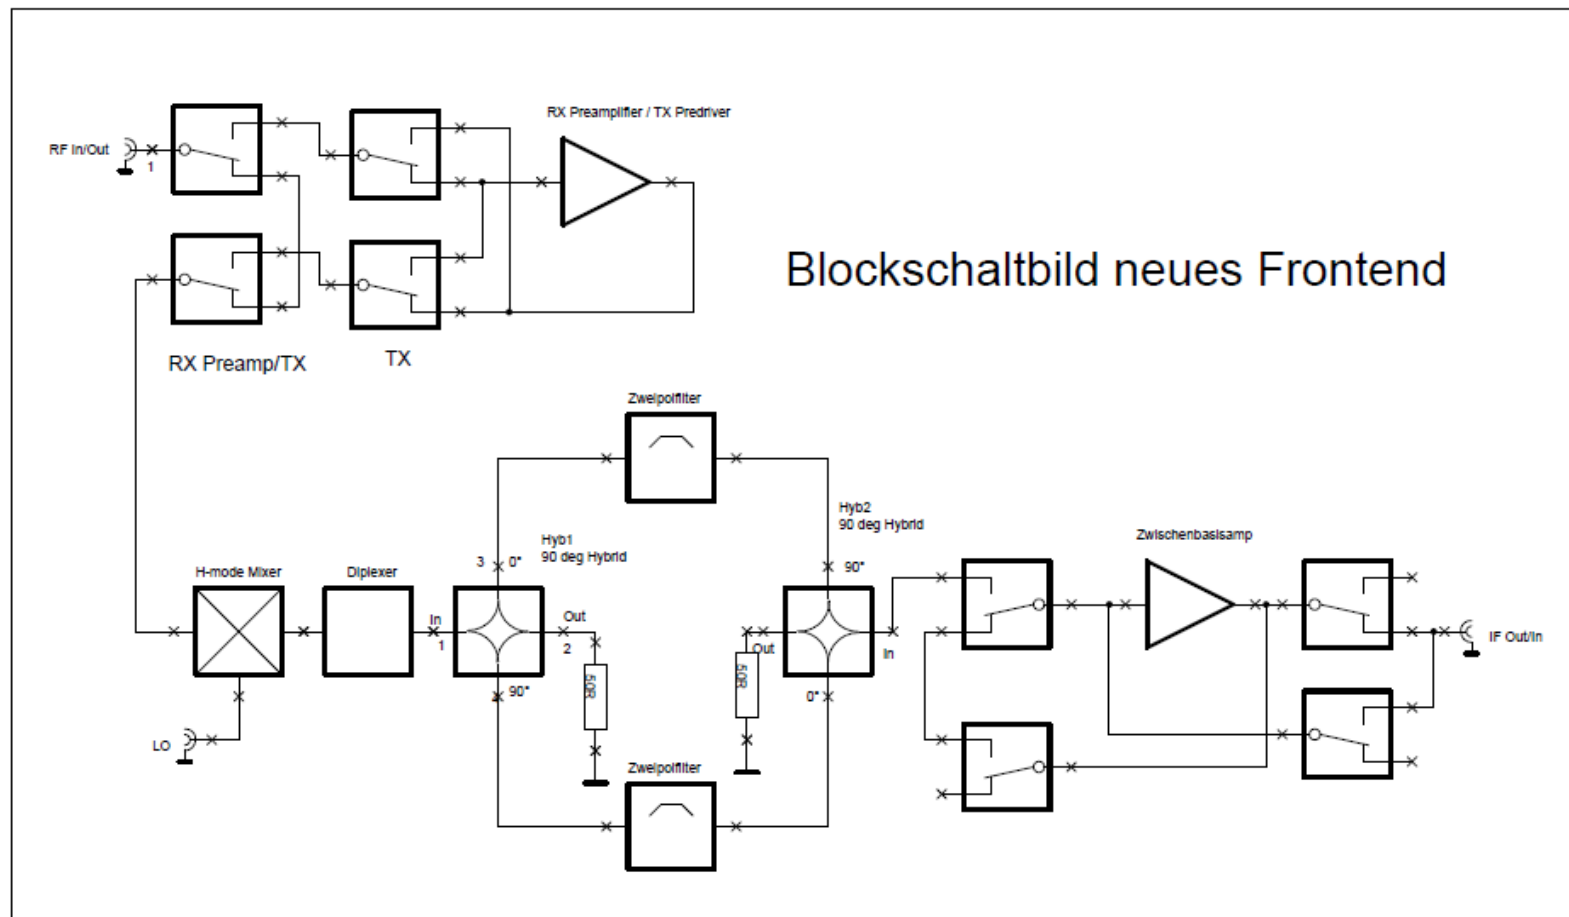 RX Preamplifier / TX Predriver
RF In/Out
1
Blockschaltbild neues Frontend
RX Preamp/TX
TX
Zweipolfilter
Hyb2
90 deg Hybrid
Hyb1
90 deg Hybrid
Zwischenbasisamp
3 0°
90°
H-mode Mixer
Diplexer
In
1
Out
2
Out
In
IF Out/In
50R
50R
90°
0°
LO
Zweipolfilter